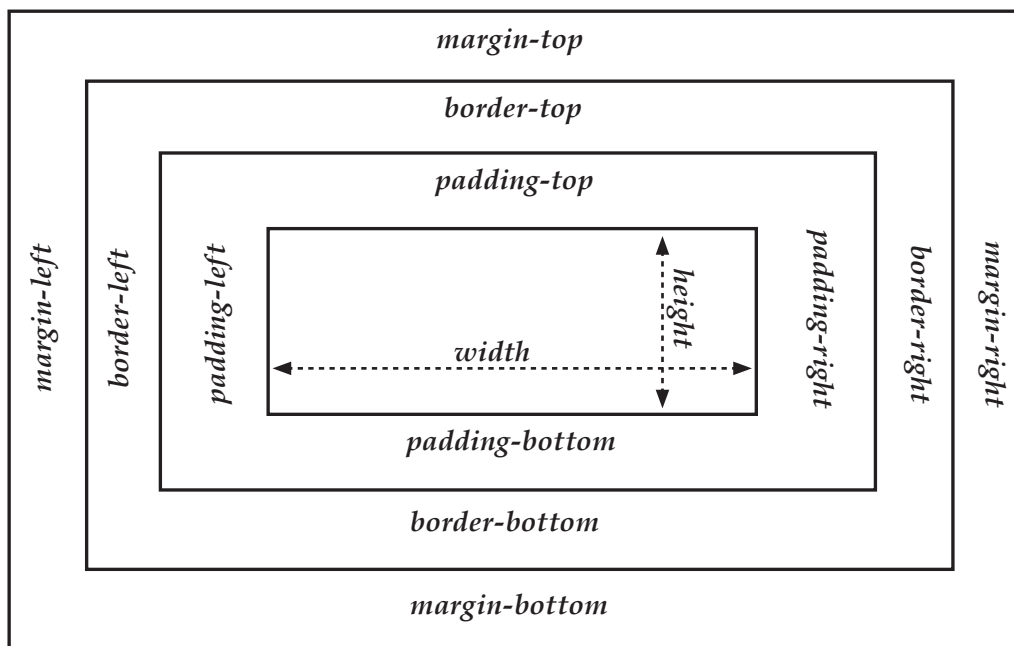 margin-top
border-top
padding-top
margin-left
border-left
padding-left
width
height
padding-right
border-right
margin-right
padding-bottom
border-bottom
margin-bottom